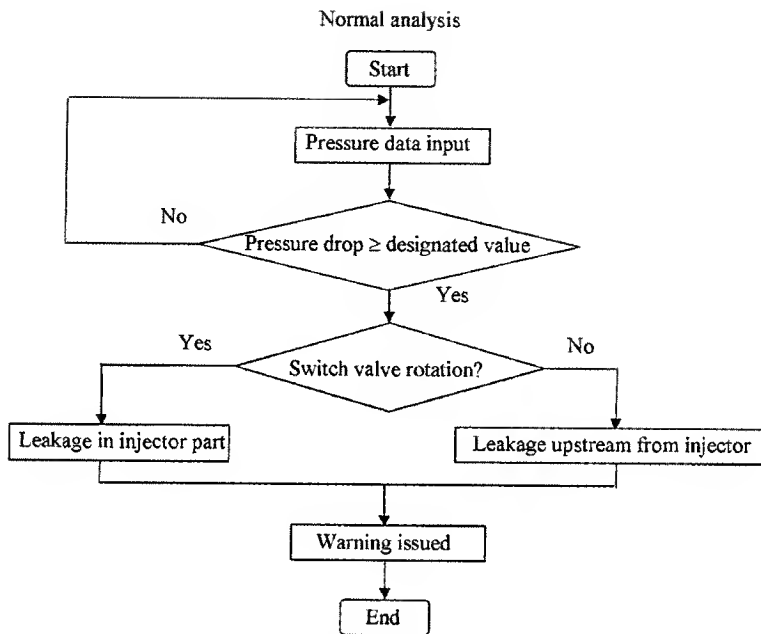 Normal analysis
Start
Pressure data input
No
Pressure drop ≥ designated value
Yes
Yes
No
Switch valve rotation?
Leakage in injector part
Leakage upstream from injector
Warning issued
End